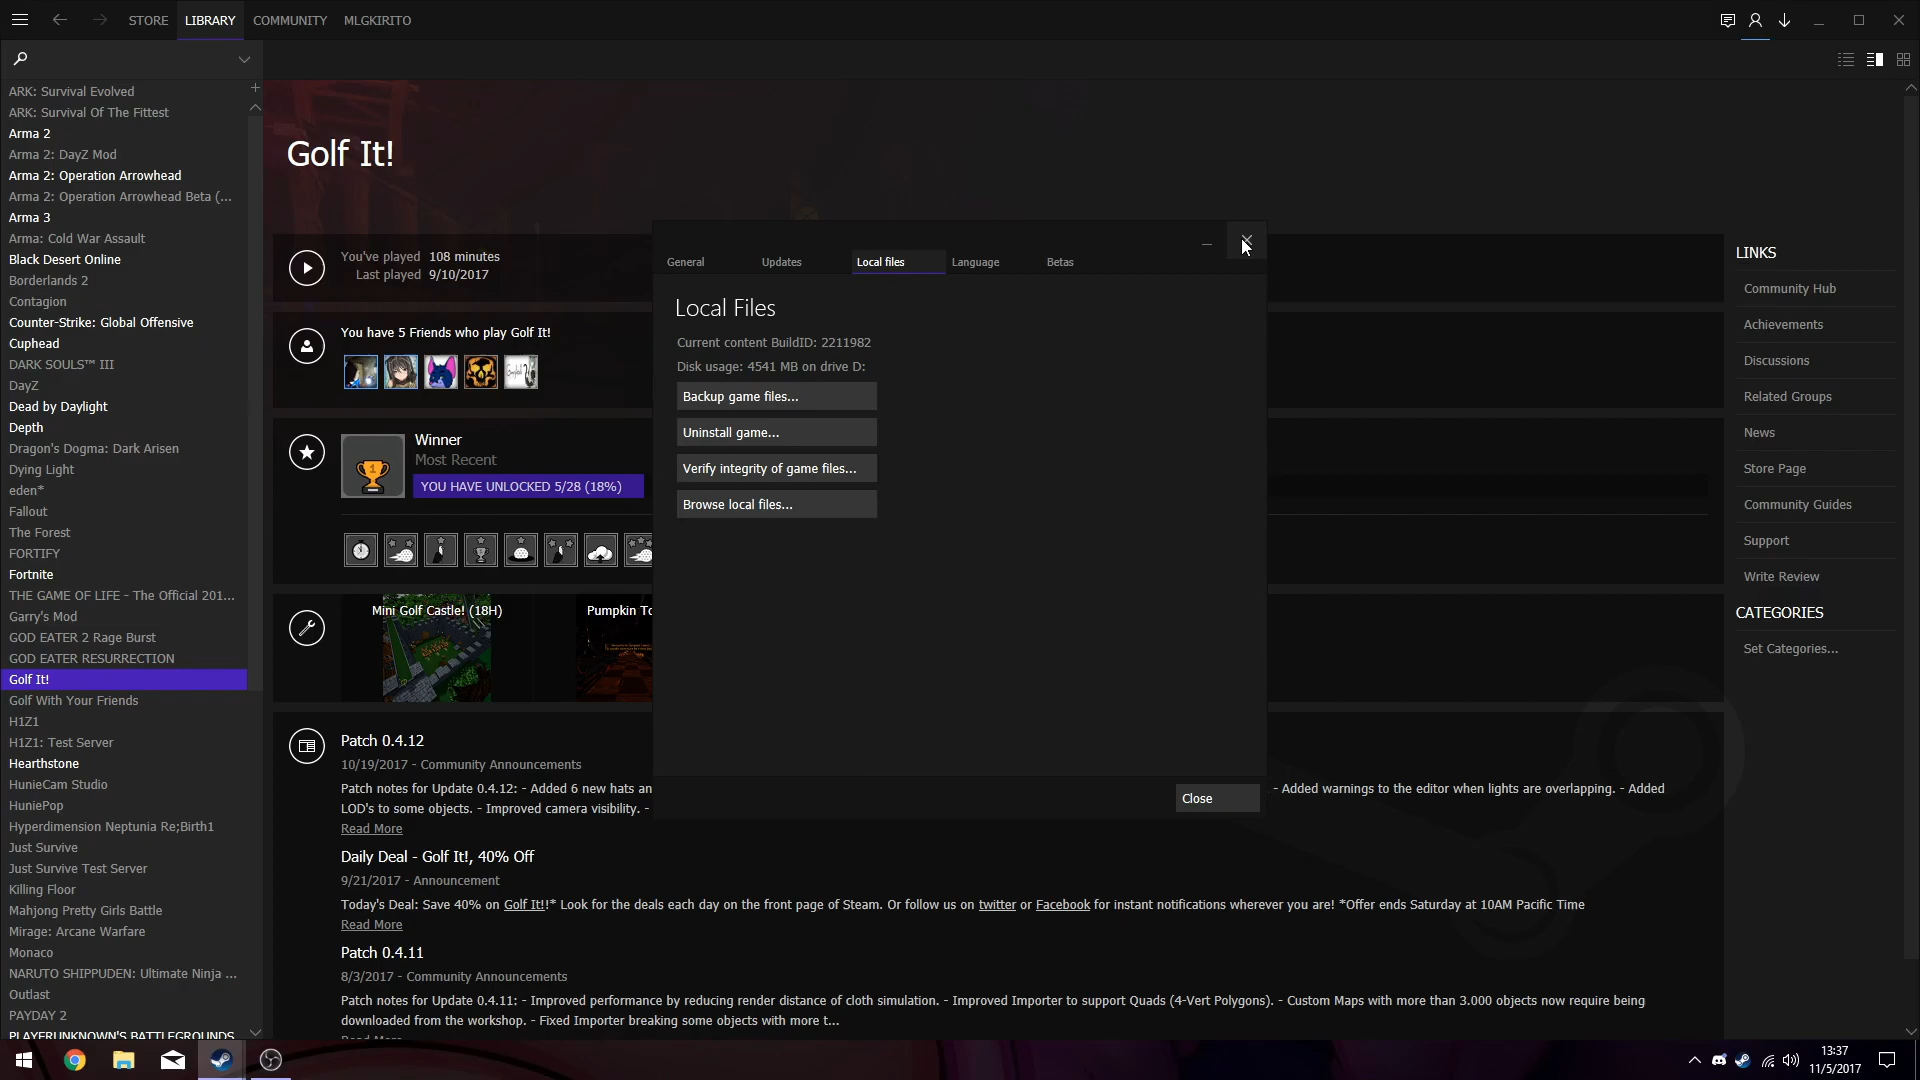 STORE LIBRARY COMMUNITY MLGKIRITO
ARK: Survival Evolved
ARK: Survival Of The Fittest
Arma 2
Arma 2: DayZ Mod
Arma 2: Operation Arrowhead
Arma 2: Operation Arrowhead Beta (...
Arma 3
Arma: Cold War Assault
Black Desert Online
Borderlands 2
Contagion
Counter-Strike: Global Offensive
Cuphead
DARK SOULS™ III
DayZ
Dead by Daylight
Depth
Dragon's Dogma: Dark Arisen
Dying Light
eden*
Fallout
The Forest
FORTIFY
Fortnite
THE GAME OF LIFE - The Official 201...
Garry's Mod
GOD EATER 2 Rage Burst
GOD EATER RESURRECTION
Golf It!
Golf With Your Friends
H1Z1
H1Z1: Test Server
Hearthstone
HunieCam Studio
HuniePop
Hyperdimension Neptunia Re;Birth1
Just Survive
Just Survive Test Server
Killing Floor
Mahjong Pretty Girls Battle
Mirage: Arcane Warfare
Monaco
NARUTO SHIPPUDEN: Ultimate Ninja ...
Outlast
PAYDAY 2
PLAYERUNKNOWN'S BATTLEGROUNDS
Golf It!
You've played 108 minutes
Last played 9/10/2017
You have 5 Friends who play Golf It!
Winner
Most Recent
YOU HAVE UNLOCKED 5/28 (18%)
Mini Golf Castle! (18H) Pumpkin To
Patch 0.4.12
10/19/2017 - Community Announcements
Patch notes for Update 0.4.12: - Added 6 new hats an - Added warnings to the editor when lights are overlapping. - Added
LOD's to some objects. - Improved camera visibility. -
Read More
Daily Deal - Golf It!, 40% Off
9/21/2017 - Announcement
Today's Deal: Save 40% on Golf It!!* Look for the deals each day on the front page of Steam. Or follow us on twitter or Facebook for instant notifications wherever you are! *Offer ends Saturday at 10AM Pacific Time
Read More
Patch 0.4.11
8/3/2017 - Community Announcements
Patch notes for Update 0.4.11: - Improved performance by reducing render distance of cloth simulation. - Improved Importer to support Quads (4-Vert Polygons). - Custom Maps with more than 3.000 objects now require being
downloaded from the workshop. - Fixed Importer breaking some objects with more t...
Read More
General Updates Local files Language Betas
Local Files
Current content BuildID: 2211982
Disk usage: 4541 MB on drive D:
Backup game files...
Uninstall game...
Verify integrity of game files...
Browse local files...
Close
LINKS
Community Hub
Achievements
Discussions
Related Groups
News
Store Page
Community Guides
Support
Write Review
CATEGORIES
Set Categories...
13:37
11/5/2017